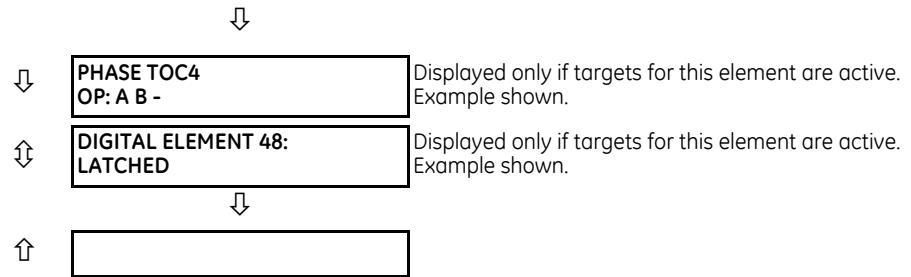 PHASE TOC4
OP: A B -
Displayed only if targets for this element are active.
Example shown.
DIGITAL ELEMENT 48:
LATCHED
Displayed only if targets for this element are active.
Example shown.